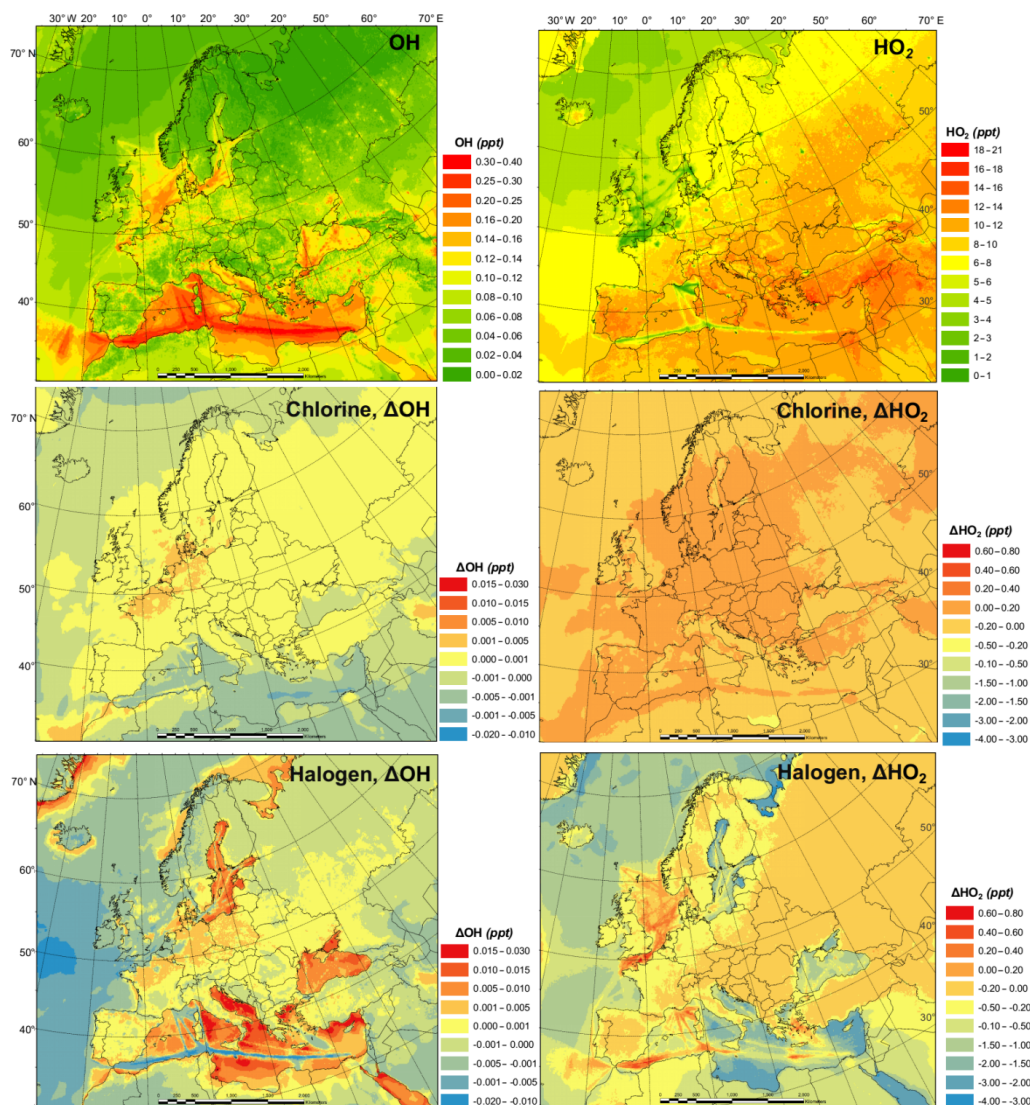 30° W 20° 10° 0° 10° 20° 30° 40° 50° 60° 70° E
70° N
60°
50°
40°
OH
OH (ppt)
0.30 – 0.40
0.25 – 0.30
0.20 – 0.25
0.16 – 0.20
0.14 – 0.16
0.12 – 0.14
0.10 – 0.12
0.08 – 0.10
0.06 – 0.08
0.04 – 0.06
0.02 – 0.04
0.00 – 0.02
30° W 20° 10° 0° 10° 20° 30° 40° 50° 60° 70° E
HO₂
50°
40°
30°
HO₂ (ppt)
18 – 21
16 – 18
14 – 16
12 – 14
10 – 12
8 – 10
6 – 8
5 – 6
4 – 5
3 – 4
2 – 3
1 – 2
0 – 1
Chlorine, ΔOH
70° N
60°
50°
40°
ΔOH (ppt)
0.015 – 0.030
0.010 – 0.015
0.005 – 0.010
0.001 – 0.005
0.000 – 0.001
-0.001 – 0.000
-0.005 – -0.001
-0.001 – -0.005
-0.020 – -0.010
Chlorine, ΔHO₂
50°
40°
30°
ΔHO₂ (ppt)
0.60 – 0.80
0.40 – 0.60
0.20 – 0.40
0.00 – 0.20
-0.20 – 0.00
-0.50 – -0.20
-0.10 – -0.50
-1.50 – -1.00
-2.00 – -1.50
-3.00 – -2.00
-4.00 – -3.00
Halogen, ΔOH
70° N
60°
50°
40°
ΔOH (ppt)
0.015 – 0.030
0.010 – 0.015
0.005 – 0.010
0.001 – 0.005
0.000 – 0.001
-0.001 – 0.000
-0.005 – -0.001
-0.001 – -0.005
-0.020 – -0.010
Halogen, ΔHO₂
50°
40°
30°
ΔHO₂ (ppt)
0.60 – 0.80
0.40 – 0.60
0.20 – 0.40
0.00 – 0.20
-0.20 – 0.00
-0.50 – -0.20
-0.10 – -0.50
-1.50 – -1.00
-2.00 – -1.50
-3.00 – -2.00
-4.00 – -3.00